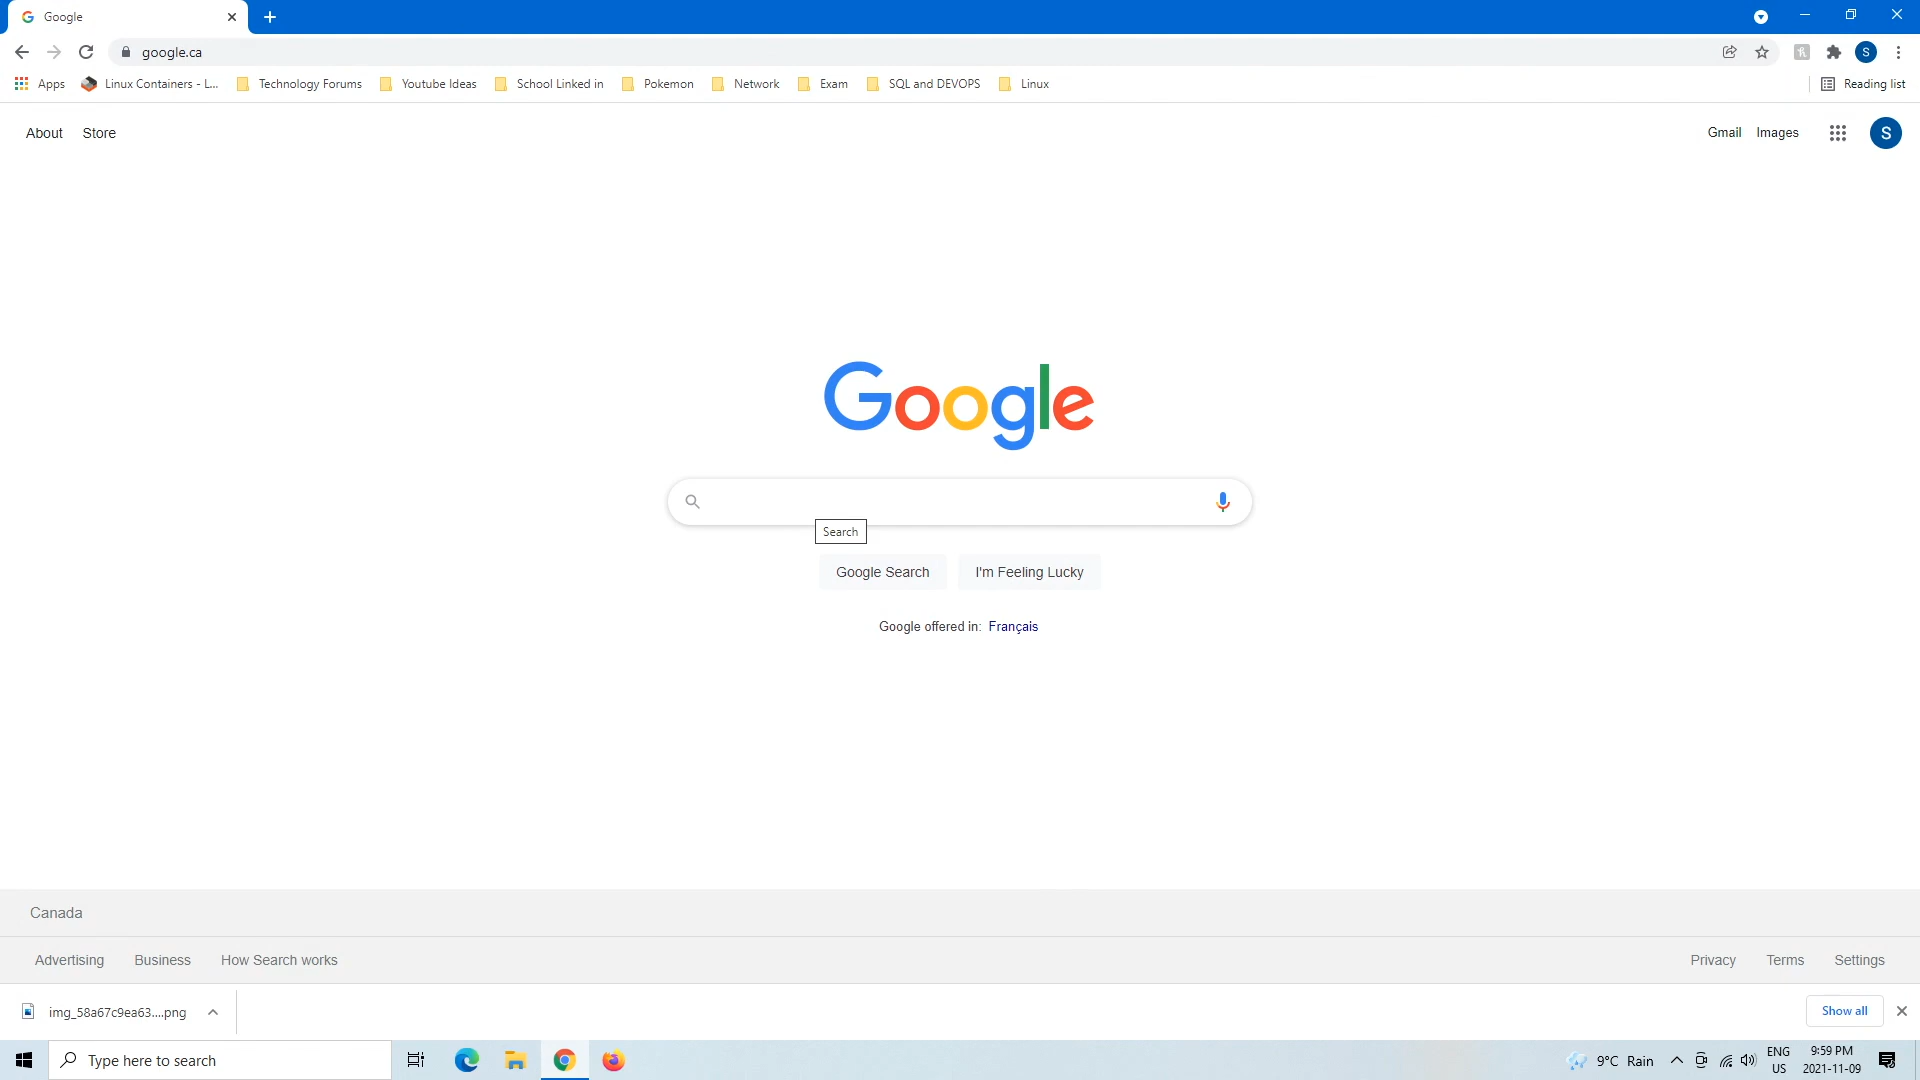 Google
google.ca
S
Apps
Linux Containers - L...
Technology Forums
Youtube Ideas
School Linked in
Pokemon
Network
Exam
SQL and DEVOPS
Linux
Reading list
About
Store
Gmail
Images
S
Google
Search
Google Search
I'm Feeling Lucky
Google offered in: Français
Canada
Advertising
Business
How Search works
Privacy
Terms
Settings
img_58a67c9ea63....png
Show all
Type here to search
9°C Rain
ENG
US
9:59 PM
2021-11-09